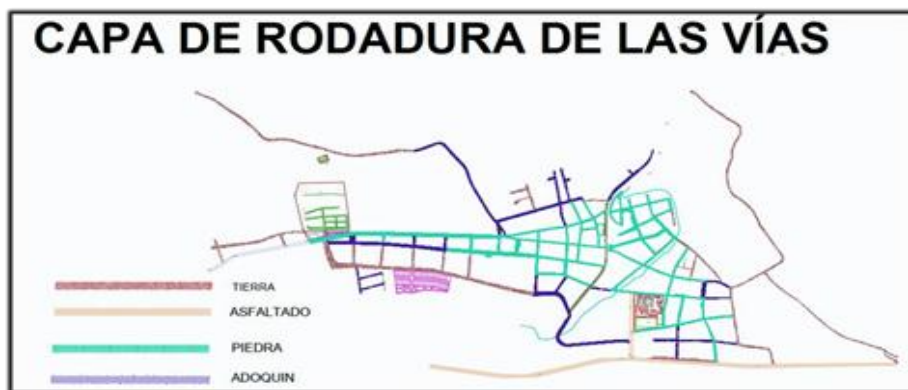 CAPA DE RODADURA DE LAS VÍAS
TIERRA
ASFALTADO
PIEDRA
ADOQUIN